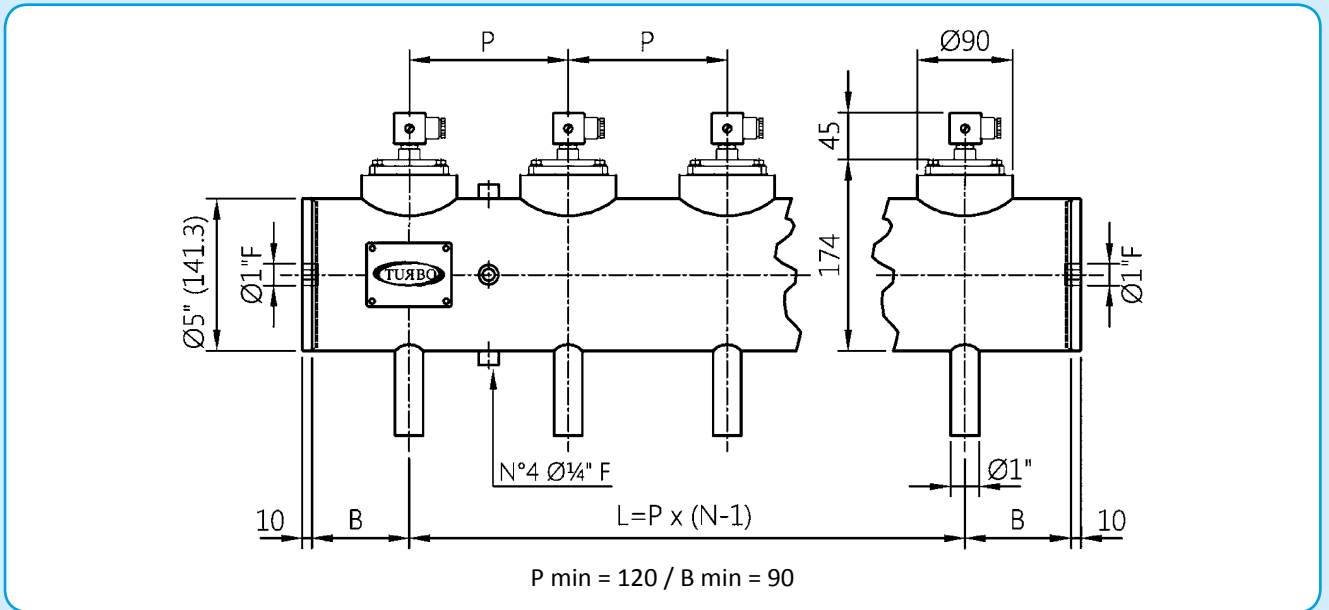 P
P
Ø90
45
174
Ø5" (141.3)
Ø1"F
TUЯBO
Ø1"F
N°4 Ø¼" F
Ø1"
10
B
L=P x (N-1)
B
10
P min = 120 / B min = 90